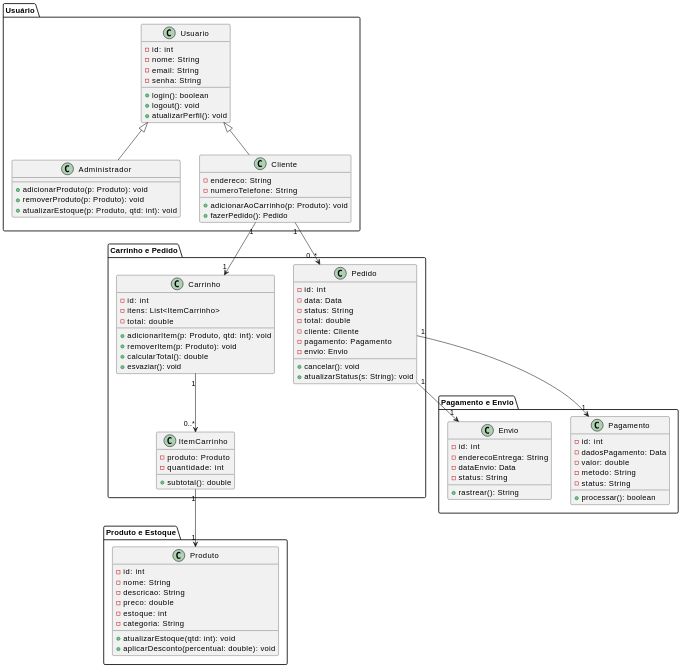 Usuário
C Usuario
id: int
nome: String
email: String
senha: String
login(): boolean
logout(): void
atualizarPerfil(): void
C Administrador
adicionarProduto(p: Produto): void
removerProduto(p: Produto): void
atualizarEstoque(p: Produto, qtd: int): void
C Cliente
endereco: String
numeroTelefone: String
adicionarAoCarrinho(p: Produto): void
fazerPedido(): Pedido
1
1
Carrinho e Pedido
1
0..*
C Carrinho
id: int
itens: List<ItemCarrinho>
total: double
adicionarItem(p: Produto, qtd: int): void
removerItem(p: Produto): void
calcularTotal(): double
esvaziar(): void
C Pedido
id: int
data: Data
status: String
total: double
cliente: Cliente
pagamento: Pagamento
envio: Envio
cancelar(): void
atualizarStatus(s: String): void
1
1
1
0..*
C ItemCarrinho
produto: Produto
quantidade: int
subtotal(): double
Pagamento e Envio
1
1
C Envio
id: int
enderecoEntrega: String
dataEnvio: Data
status: String
rastrear(): String
C Pagamento
id: int
dadosPagamento: Data
valor: double
metodo: String
status: String
processar(): boolean
1
Produto e Estoque
1
C Produto
id: int
nome: String
descricao: String
preco: double
estoque: int
categoria: String
atualizarEstoque(qtd: int): void
aplicarDesconto(percentual: double): void